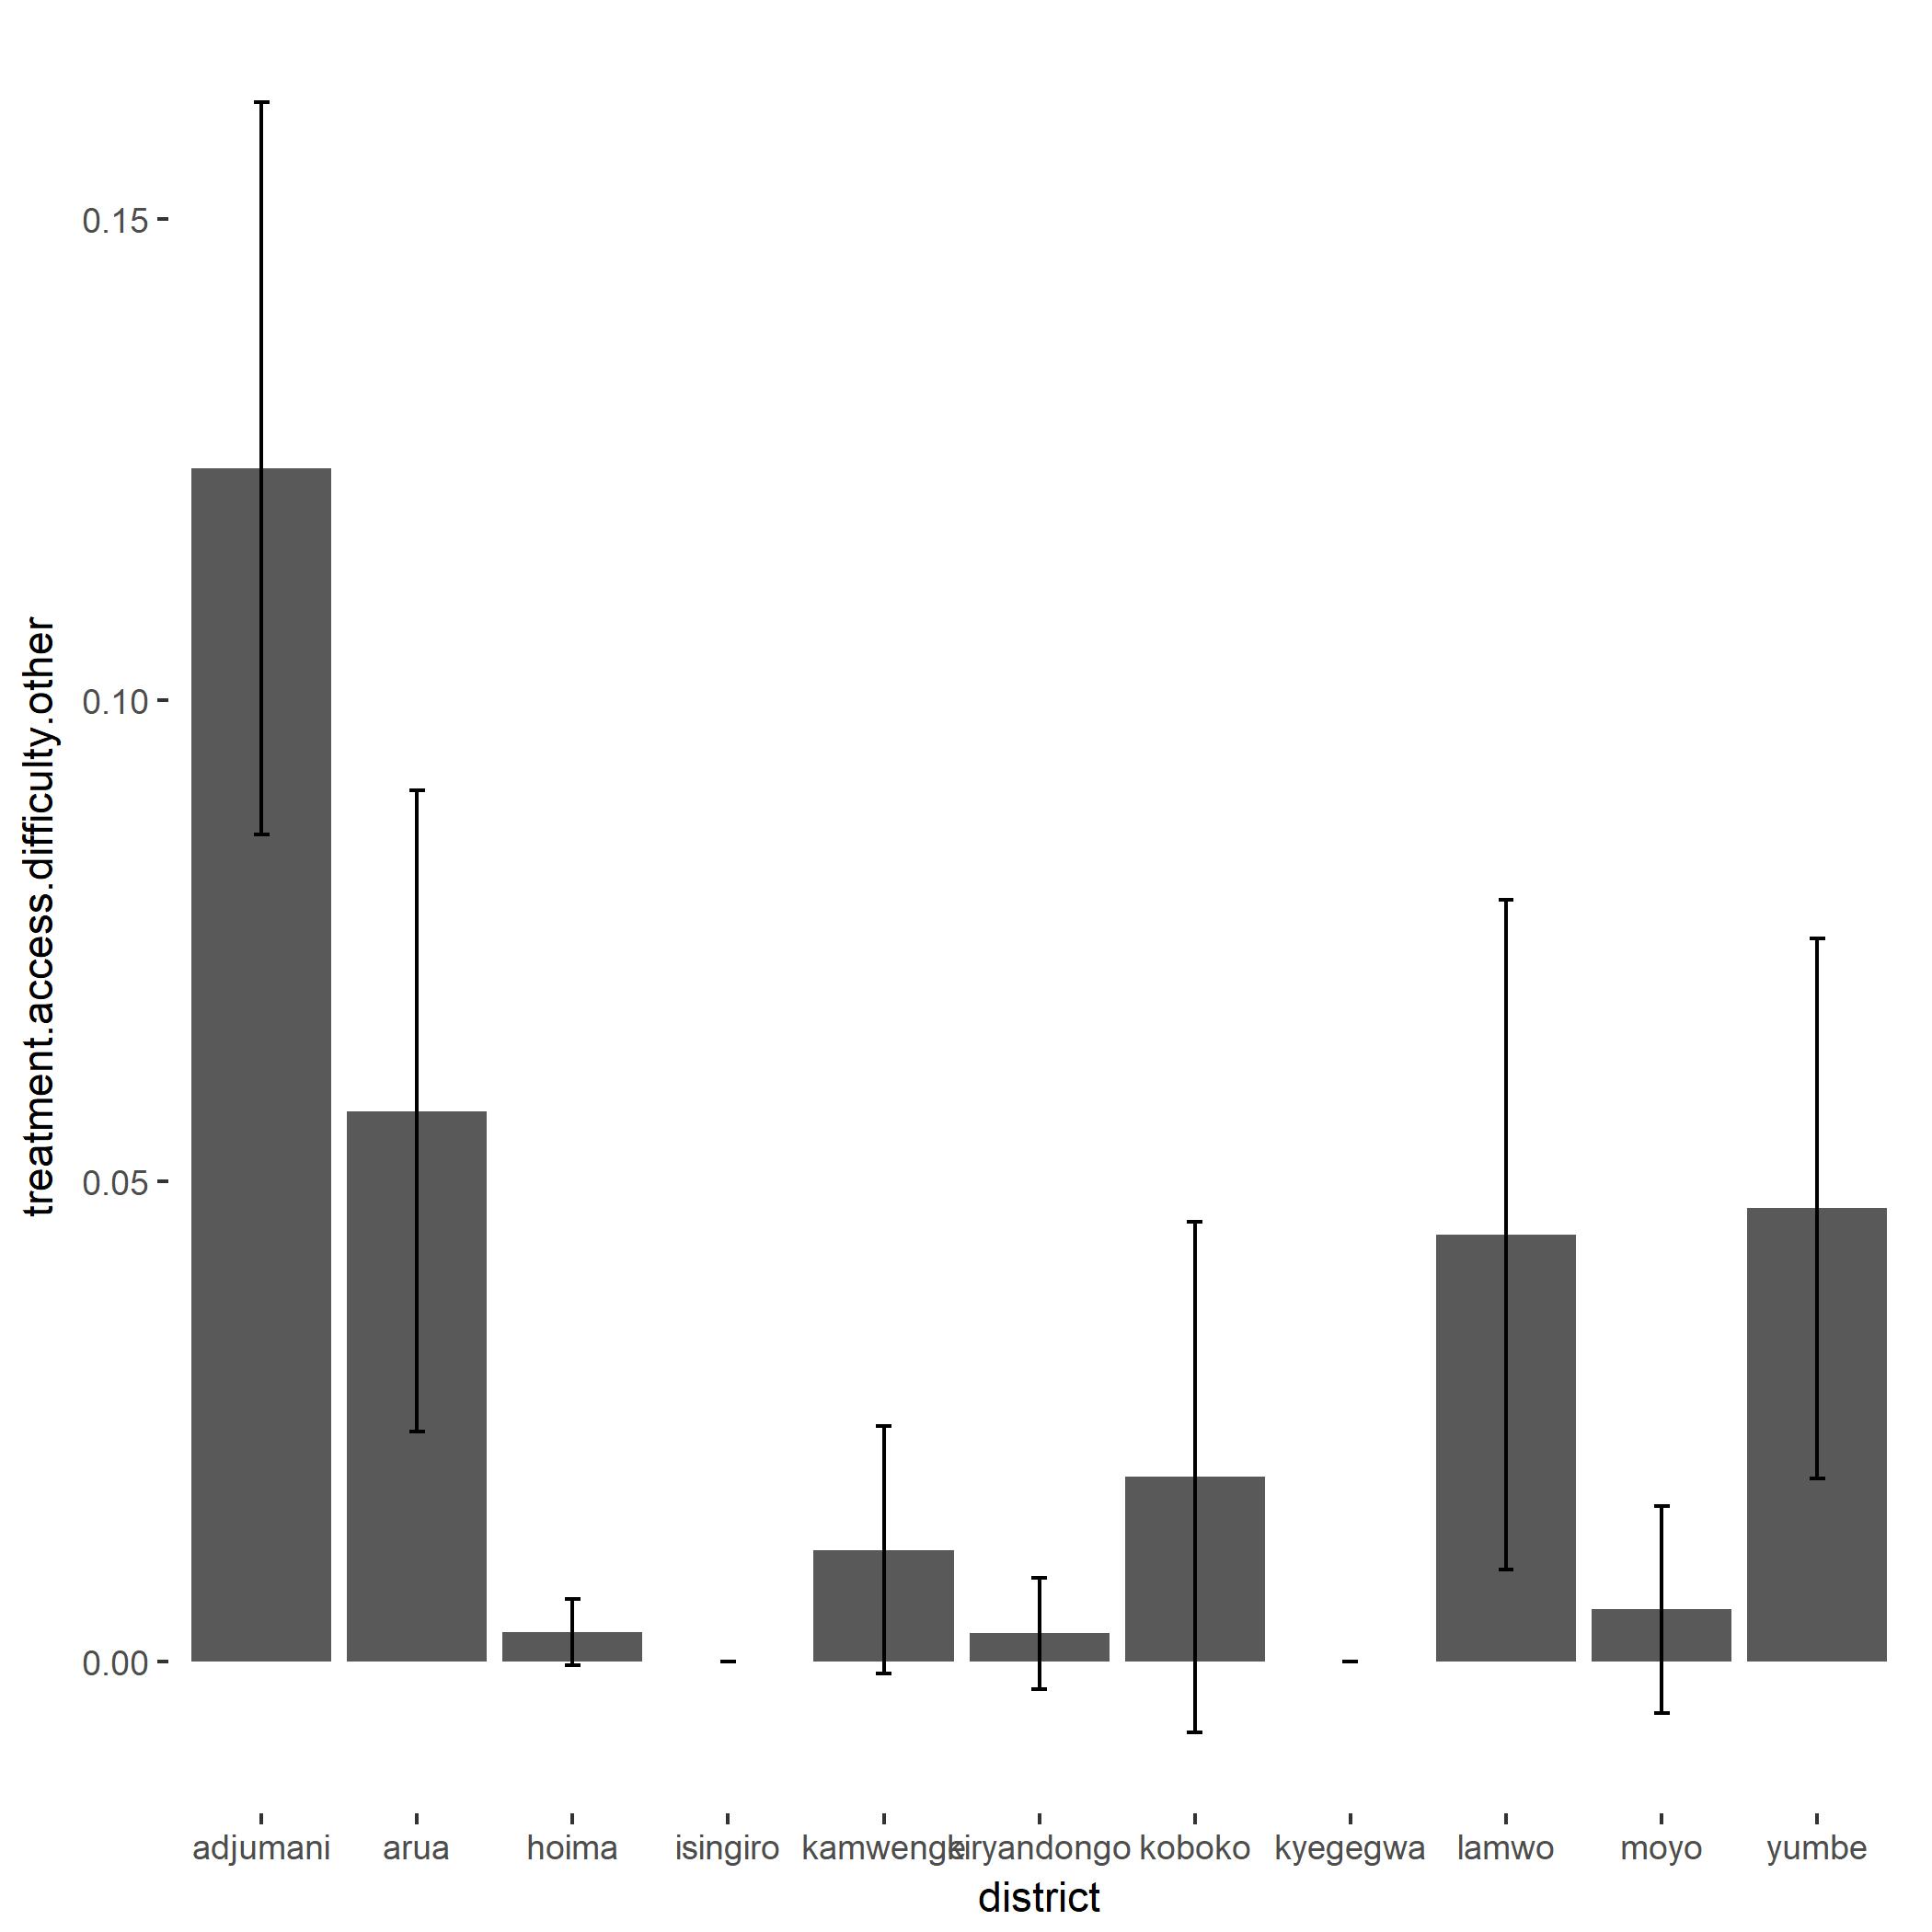 treatment.access.difficulty.other
0.15
0.10
0.05
0.00
adjumani arua hoima isingiro kamwenge kiryandongo koboko kyegegwa lamwo moyo yumbe
district